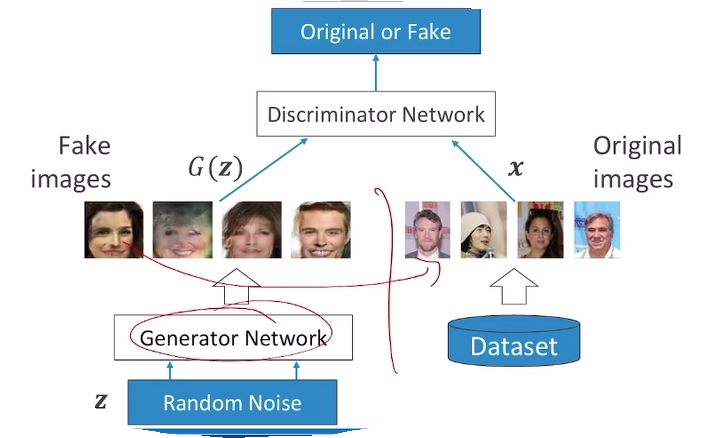 Original or Fake
Discriminator Network
Fake
images
G(z)
x
Original
images
Generator Network
Dataset
z
Random Noise